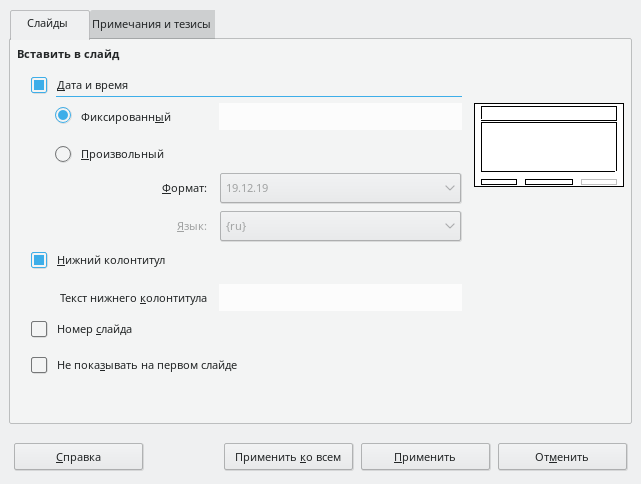 Слайды
Примечания и тезисы
Вставить в слайд
Дата и время
Фиксированный
Произвольный
Формат: 19.12.19
Язык: {ru}
Нижний колонтитул
Текст нижнего колонтитула
Номер слайда
Не показывать на первом слайде
Справка
Применить ко всем
Применить
Отменить